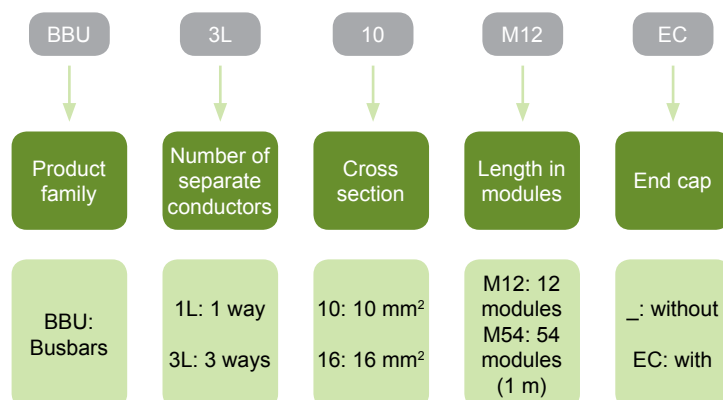 BBU
3L
10
M12
EC
Product
family
Number of
separate
conductors
Cross
section
Length in
modules
End cap
BBU:
Busbars
1L: 1 way
3L: 3 ways
10: 10 mm²
16: 16 mm²
M12: 12
modules
M54: 54
modules
(1 m)
_: without
EC: with